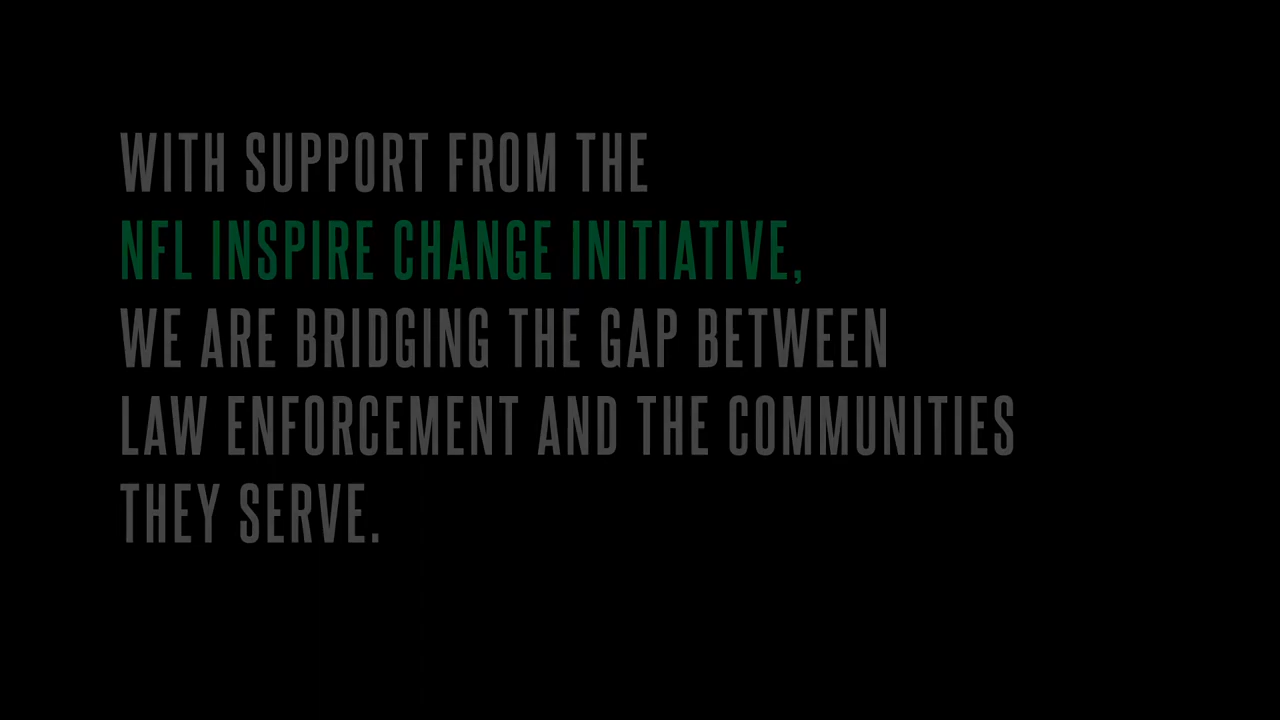 WITH SUPPORT FROM THE
NFL INSPIRE CHANGE INITIATIVE,
WE ARE BRIDGING THE GAP BETWEEN
LAW ENFORCEMENT AND THE COMMUNITIES
THEY SERVE.